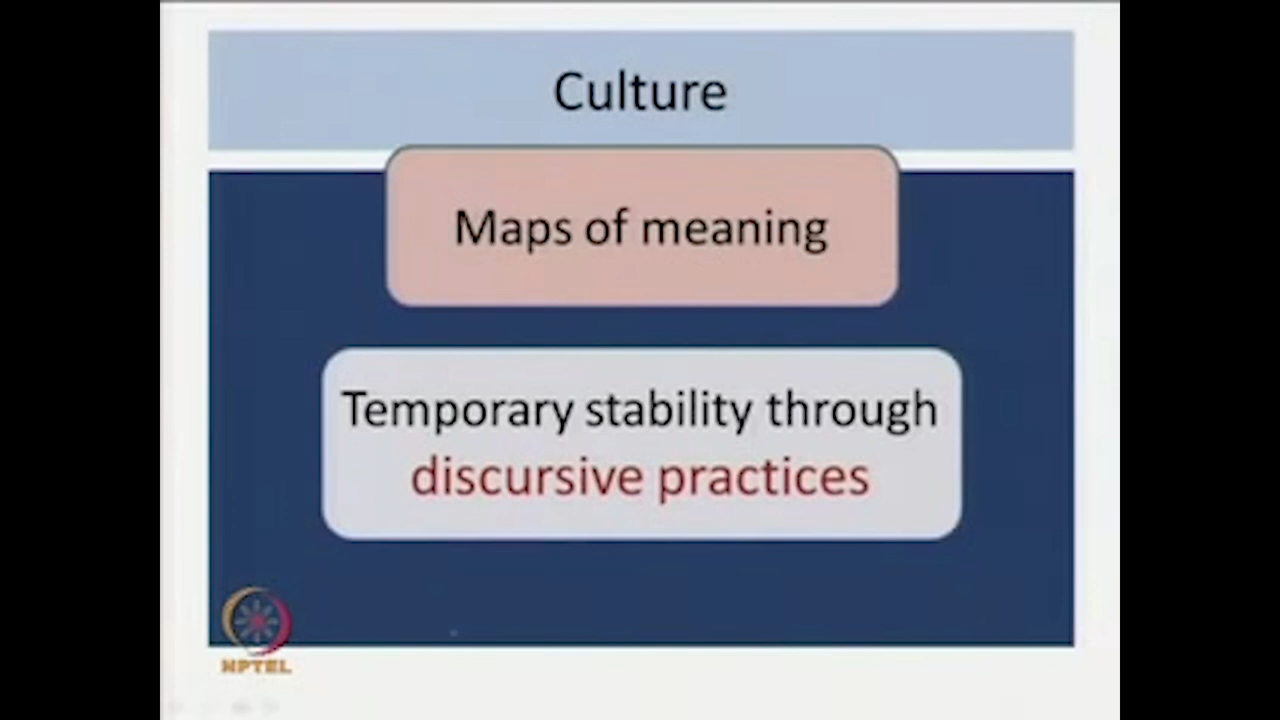 Culture
Maps of meaning
Temporary stability through
discursive practices
NPTEL